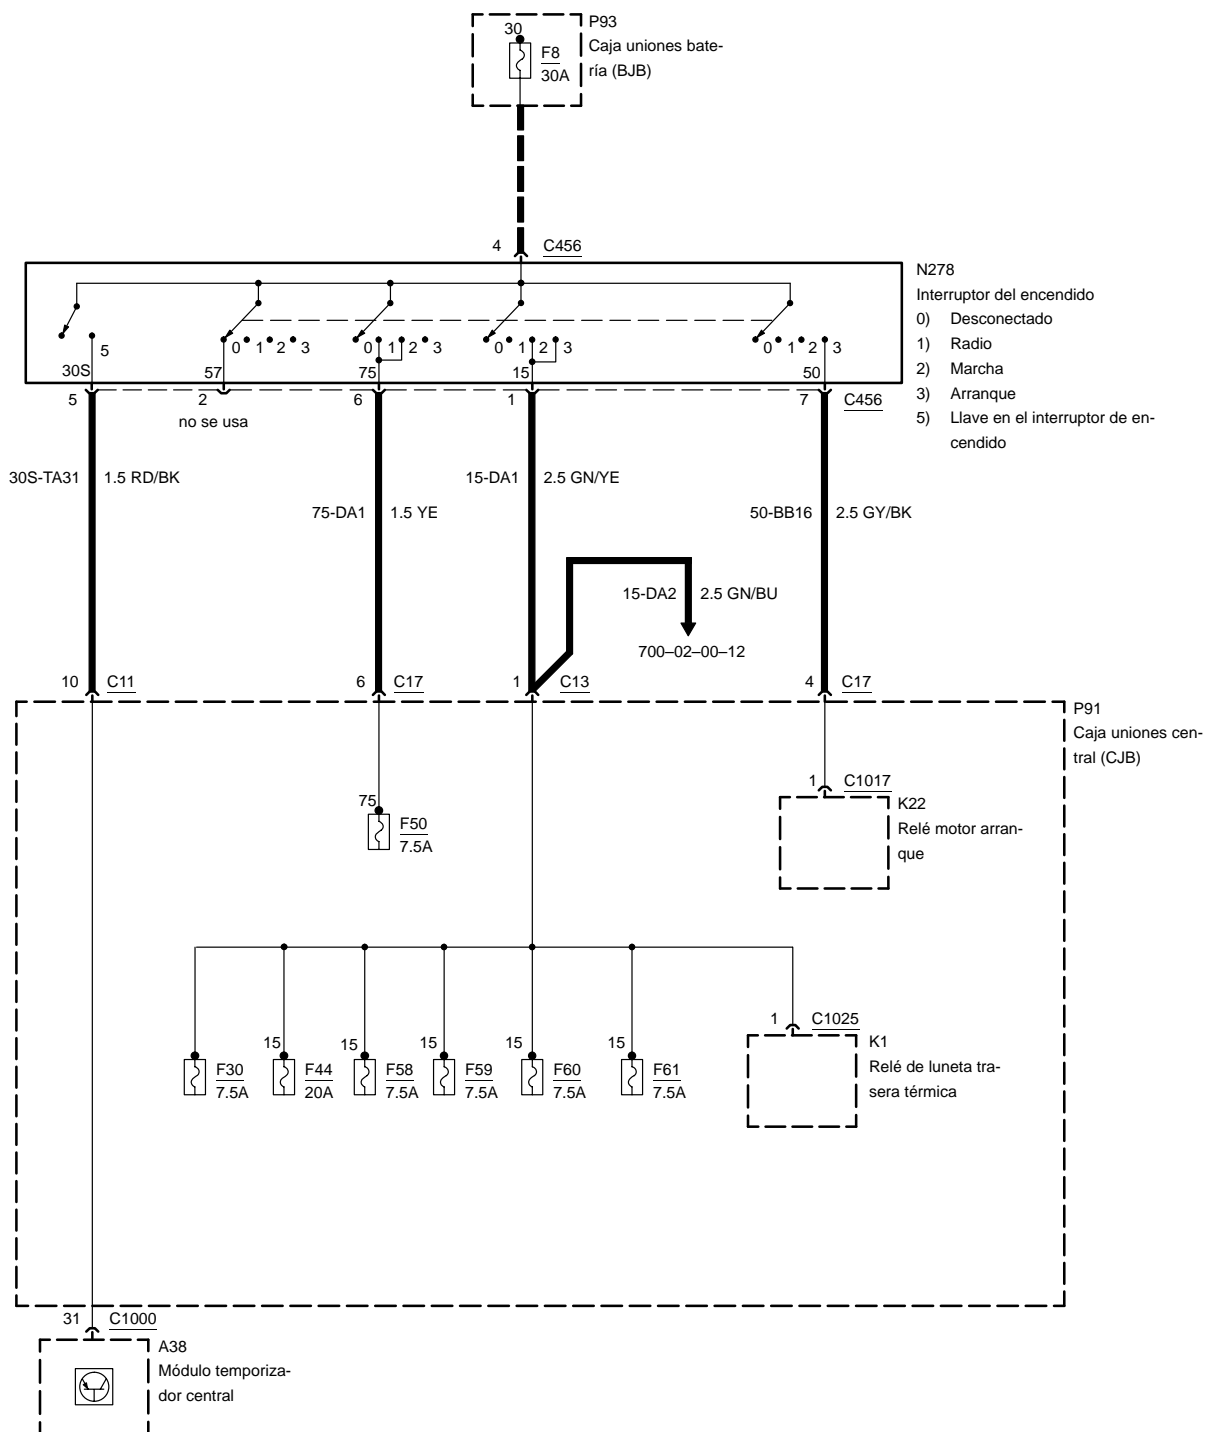 30
P93
Caja uniones bate-
ría (BJB)
F8
30A
4 C456
N278
Interruptor del encendido
0) Desconectado
1) Radio
2) Marcha
3) Arranque
5) Llave en el interruptor de en-
cendido
5 0 1 2 3 0 1 2 3 0 1 2 3 0 1 2 3
30S 57 75 15 50
5 2 6 1 7 C456
no se usa
30S-TA31 1.5 RD/BK 15-DA1 2.5 GN/YE
75-DA1 1.5 YE 50-BB16 2.5 GY/BK
15-DA2 2.5 GN/BU
700–02–00–12
10 C11 6 C17 1 C13 4 C17
P91
Caja uniones cen-
tral (CJB)
1 C1017
75
F50
7.5A
K22
Relé motor arran-
que
1 C1025
15 15 15 15 15
K1
Relé de luneta tra-
sera térmica
F30 F44 F58 F59 F60 F61
7.5A 20A 7.5A 7.5A 7.5A 7.5A
31 C1000
A38
Módulo temporiza-
dor central